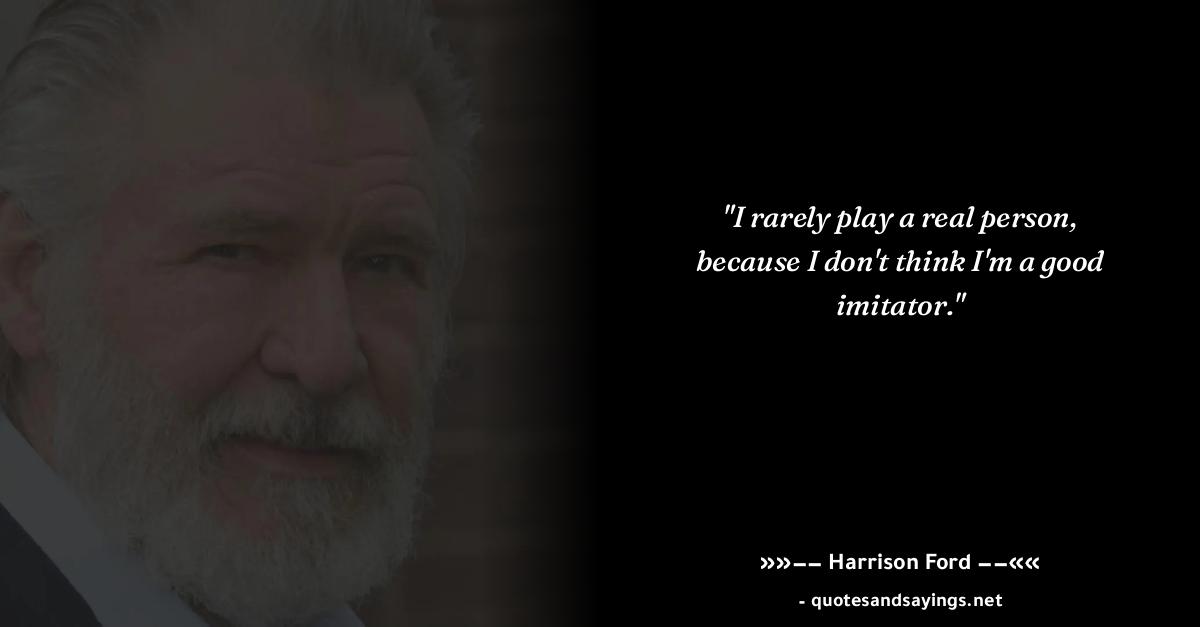 "I rarely play a real person,
because I don't think I'm a good
imitator."
»»−− Harrison Ford −−««
- quotesandsayings.net